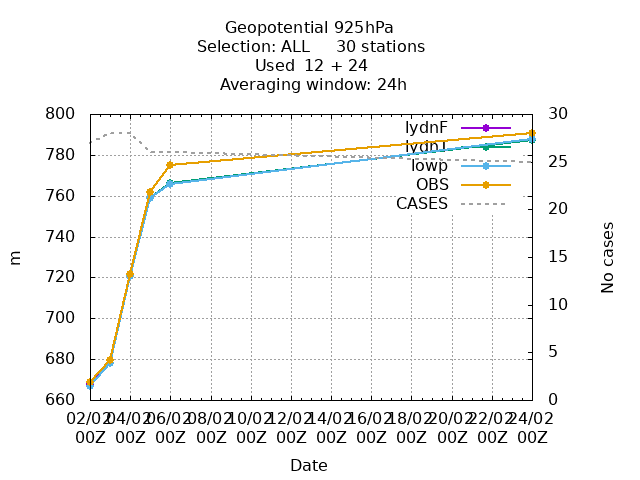 Geopotential 925hPa
Selection: ALL     30 stations
Used  12 + 24
Averaging window: 24h
800
780
760
740
720
700
680
660
30
25
20
15
10
5
0
m
No cases
lydnF
lowp
OBS
CASES
02/02 04/02 06/02 08/02 10/02 12/02 14/02 16/02 18/02 20/02 22/02 24/02
00Z 00Z 00Z 00Z 00Z 00Z 00Z 00Z 00Z 00Z 00Z 00Z
Date